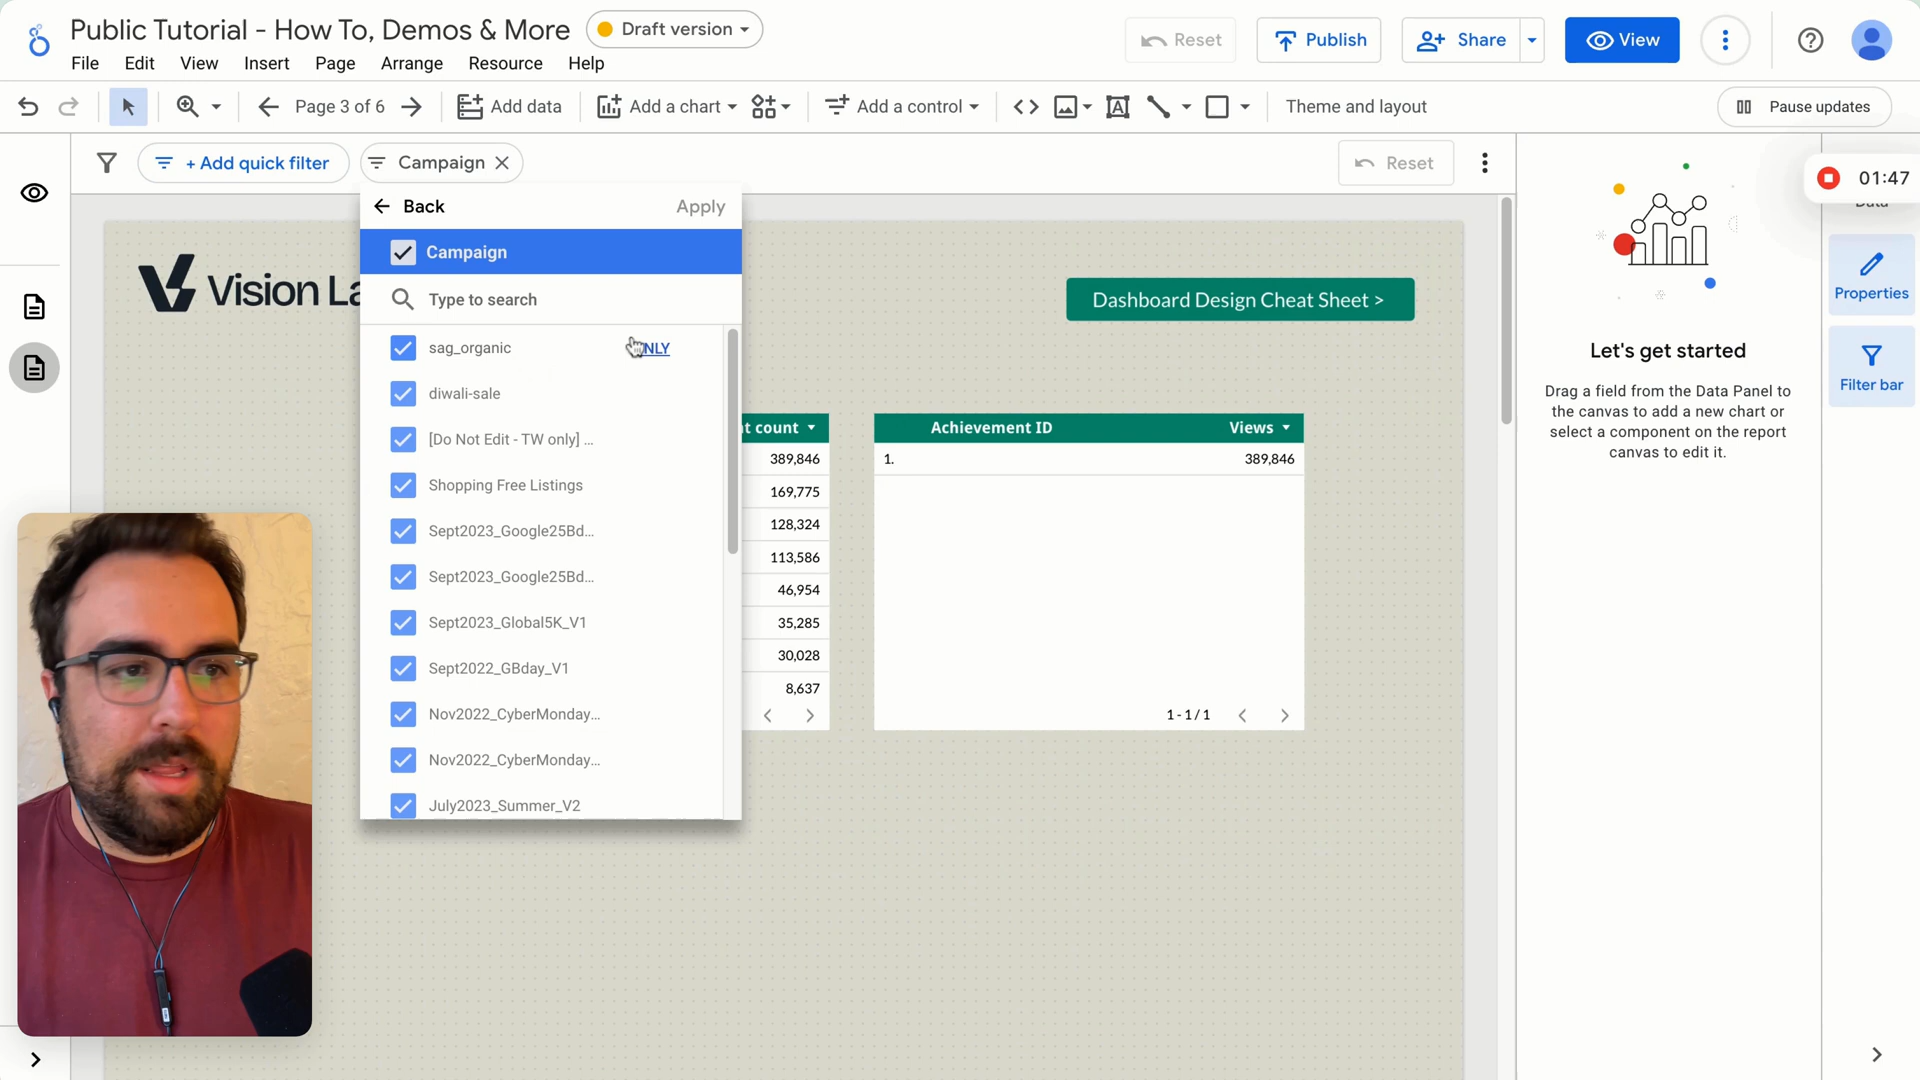 Public Tutorial - How To, Demos & More
Draft version
Reset
Publish
Share
View
File Edit View Insert Page Arrange Resource Help
Page 3 of 6
Add data
Add a chart
Add a control
Theme and layout
Pause updates
+ Add quick filter
Campaign
Reset
01:47
Back
Apply
Campaign
Type to search
sag_organic
NLY
diwali-sale
[Do Not Edit - TW only] ...
Shopping Free Listings
Sept2023_Google25Bd...
Sept2023_Google25Bd...
Sept2023_Global5K_V1
Sept2022_GBday_V1
Nov2022_CyberMonday...
Nov2022_CyberMonday...
July2023_Summer_V2
Vision La
Dashboard Design Cheat Sheet >
t count
389,846
169,775
128,324
113,586
46,954
35,285
30,028
8,637
Achievement ID Views
1. 389,846
1 - 1 / 1
Let's get started
Drag a field from the Data Panel to
the canvas to add a new chart or
select a component on the report
canvas to edit it.
Data
Properties
Filter bar